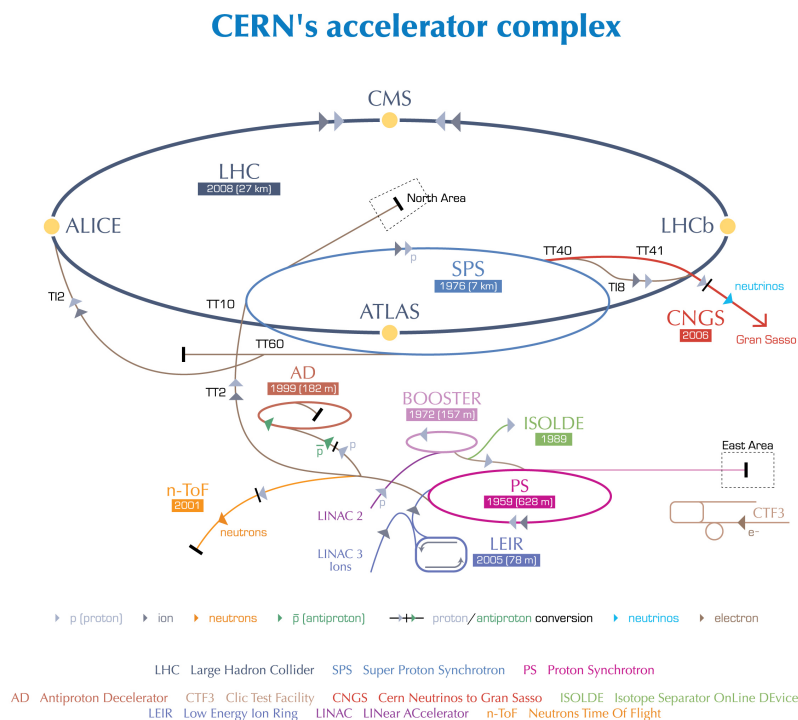 CERN's accelerator complex
CMS
LHC
2008 (27 km)
North Area
ALICE
LHCb
TT40
TT41
SPS
1976 (7 km)
p
TI2
TT10
TI8
neutrinos
ATLAS
CNGS
2006
Gran Sasso
TT60
AD
1999 (182 m)
TT2
BOOSTER
1972 (157 m)
ISOLDE
1989
p̅
p
East Area
n-ToF
2001
PS
1959 (628 m)
LINAC 2
p
neutrons
CTF3
e-
LINAC 3
Ions
LEIR
2005 (78 m)
p (proton) ion neutrons p̅ (antiproton) proton/antiproton conversion neutrinos electron
LHC Large Hadron Collider SPS Super Proton Synchrotron PS Proton Synchrotron
AD Antiproton Decelerator CTF3 Clic Test Facility CNGS Cern Neutrinos to Gran Sasso ISOLDE Isotope Separator OnLine DEvice
LEIR Low Energy Ion Ring LINAC LINear ACcelerator n-ToF Neutrons Time Of Flight